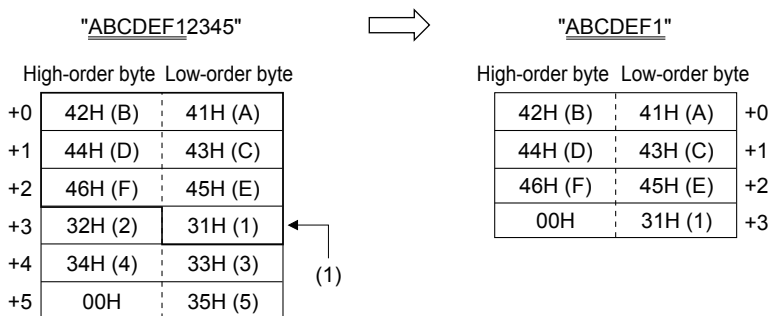 "ABCDEF12345" "ABCDEF1"
High-order byte Low-order byte High-order byte Low-order byte
+0 42H (B) 41H (A) 42H (B) 41H (A) +0
+1 44H (D) 43H (C) 44H (D) 43H (C) +1
+2 46H (F) 45H (E) 46H (F) 45H (E) +2
+3 32H (2) 31H (1) 00H 31H (1) +3
+4 34H (4) 33H (3) (1)
+5 00H 35H (5)